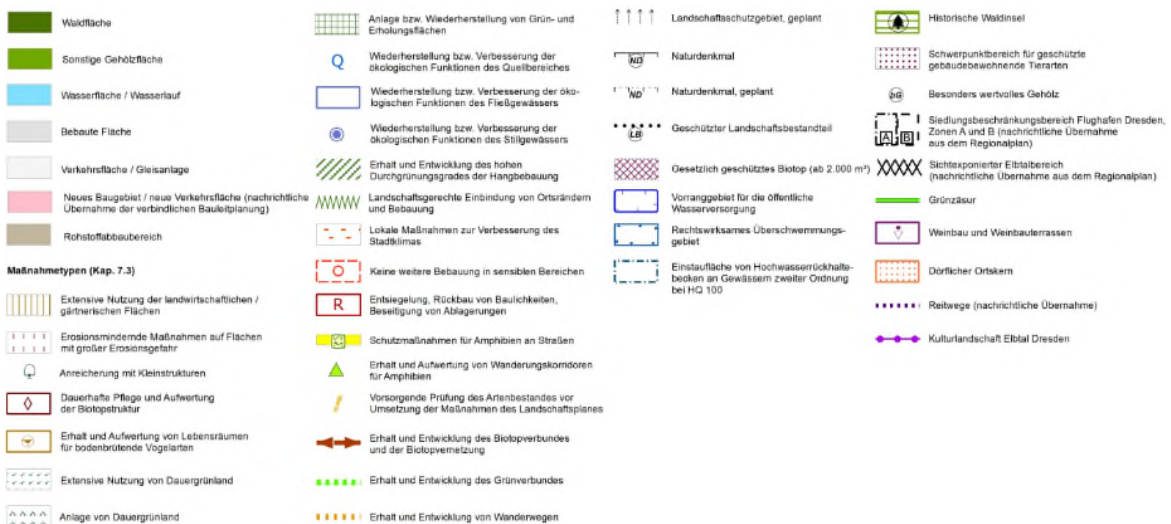 Waldfläche
Sonstige Gehölzfläche
Wasserfläche / Wasserlauf
Bebaute Fläche
Verkehrsfläche / Gleisanlage
Neues Baugebiet / neue Verkehrsfläche (nachrichtliche
Übernahme der verbindlichen Bauleitplanung)
Rohstoffabbaubereich
Maßnahmetypen (Kap. 7.3)
Extensive Nutzung der landwirtschaftlichen /
gärtnerischen Flächen
Erosionsmindernde Maßnahmen auf Flächen
mit großer Erosionsgefahr
Anreicherung mit Kleinstrukturen
Dauerhafte Pflege und Aufwertung
der Biotopstruktur
Erhalt und Aufwertung von Lebensräumen
für bodenbrütende Vogelarten
Extensive Nutzung von Dauergrünland
Anlage von Dauergrünland
Anlage bzw. Wiederherstellung von Grün- und
Erholungsflächen
Q
Wiederherstellung bzw. Verbesserung der
ökologischen Funktionen des Quellbereiches
Wiederherstellung bzw. Verbesserung der öko-
logischen Funktionen des Fließgewässers
Wiederherstellung bzw. Verbesserung der
ökologischen Funktionen des Stillgewässers
Erhalt und Entwicklung des hohen
Durchgrünungsgrades der Hangbebauung
Landschaftsgerechte Einbindung von Ortsrändern
und Bebauung
Lokale Maßnahmen zur Verbesserung des
Stadtklimas
Keine weitere Bebauung in sensiblen Bereichen
R
Entsiegelung, Rückbau von Baulichkeiten,
Beseitigung von Ablagerungen
Schutzmaßnahmen für Amphibien an Straßen
Erhalt und Aufwertung von Wanderungskorridoren
für Amphibien
Vorsorgende Prüfung des Artenbestandes vor
Umsetzung der Maßnahmen des Landschaftsplanes
Erhalt und Entwicklung des Biotopverbundes
und der Biotopvernetzung
Erhalt und Entwicklung des Grünverbundes
Erhalt und Entwicklung von Wanderwegen
Landschaftsschutzgebiet, geplant
ND
Naturdenkmal
ND
Naturdenkmal, geplant
LB
Geschützter Landschaftsbestandteil
Gesetzlich geschütztes Biotop (ab 2.000 m²)
Vorranggebiet für die öffentliche
Wasserversorgung
Rechtswirksames Überschwemmungs-
gebiet
Einstaufläche von Hochwasserrückhalte-
becken an Gewässern zweiter Ordnung
bei HQ 100
Historische Waldinsel
Schwerpunktbereich für geschützte
gebäudebewohnende Tierarten
bG
Besonders wertvolles Gehölz
A B
Siedlungsbeschränkungsbereich Flughafen Dresden,
Zonen A und B (nachrichtliche Übernahme
aus dem Regionalplan)
Sichtexponierter Elbtalbereich
(nachrichtliche Übernahme aus dem Regionalplan)
Grünzäsur
Weinbau und Weinbauterrassen
Dörflicher Ortskern
Reitwege (nachrichtliche Übernahme)
Kulturlandschaft Elbtal Dresden